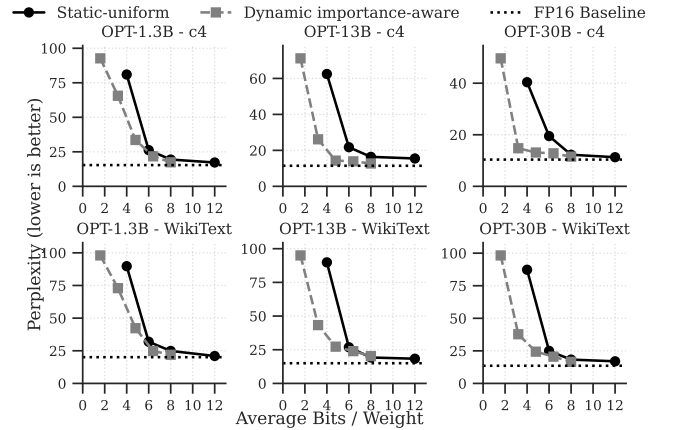 Static-uniform Dynamic importance-aware FP16 Baseline
OPT-1.3B - c4 OPT-13B - c4 OPT-30B - c4
100
75
50
25
0
0 2 4 6 8 10 12
60
40
20
0
0 2 4 6 8 10 12
40
20
0
0 2 4 6 8 10 12
Perplexity (lower is better)
OPT-1.3B - WikiText OPT-13B - WikiText OPT-30B - WikiText
100
75
50
25
0
0 2 4 6 8 10 12
100
75
50
25
0
0 2 4 6 8 10 12
100
75
50
25
0
0 2 4 6 8 10 12
Average Bits / Weight